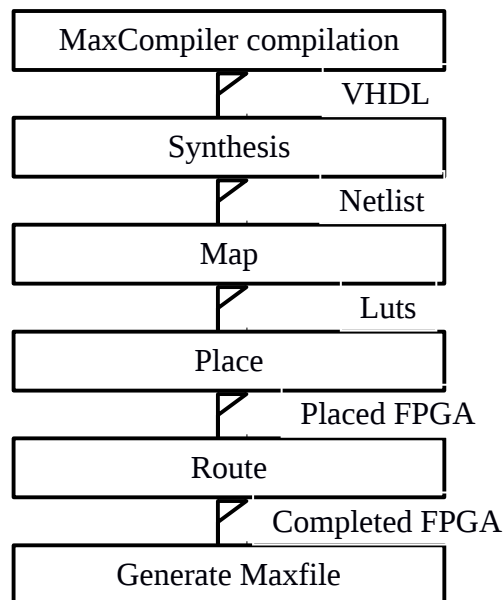 MaxCompiler compilation
VHDL
Synthesis
Netlist
Map
Luts
Place
Placed FPGA
Route
Completed FPGA
Generate Maxfile